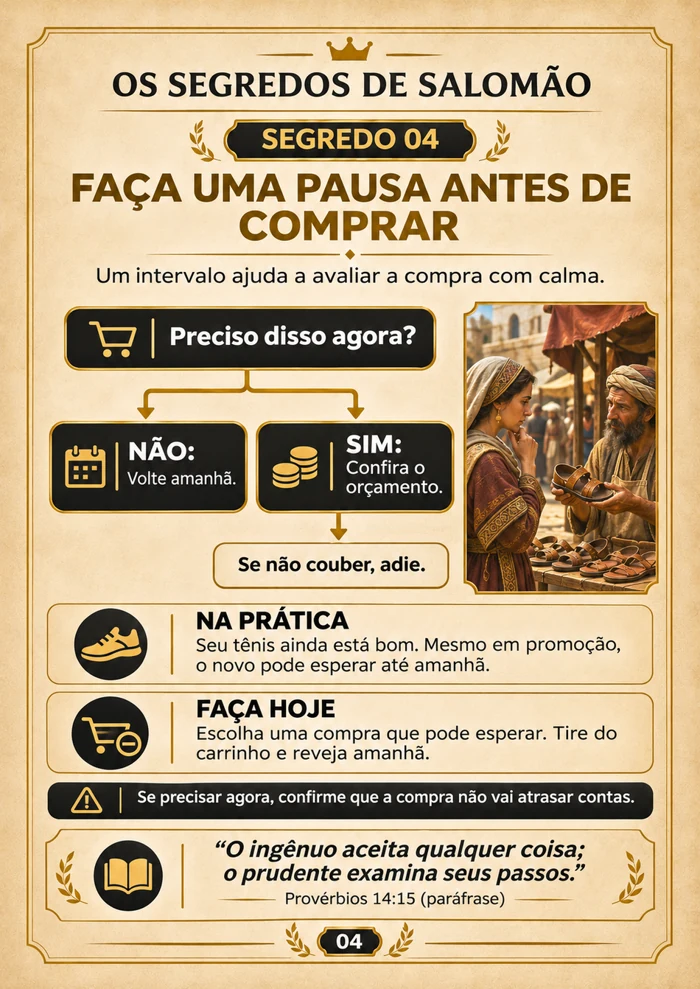 OS SEGREDOS DE SALOMÃO
SEGREDO 04
FAÇA UMA PAUSA ANTES DE
COMPRAR
Um intervalo ajuda a avaliar a compra com calma.
Preciso disso agora?
NÃO:
Volte amanhã.
SIM:
Confira o
orçamento.
Se não couber, adie.
NA PRÁTICA
Seu tênis ainda está bom. Mesmo em promoção,
o novo pode esperar até amanhã.
FAÇA HOJE
Escolha uma compra que pode esperar. Tire do
carrinho e reveja amanhã.
Se precisar agora, confirme que a compra não vai atrasar contas.
“O ingênuo aceita qualquer coisa;
o prudente examina seus passos.”
Provérbios 14:15 (paráfrase)
04